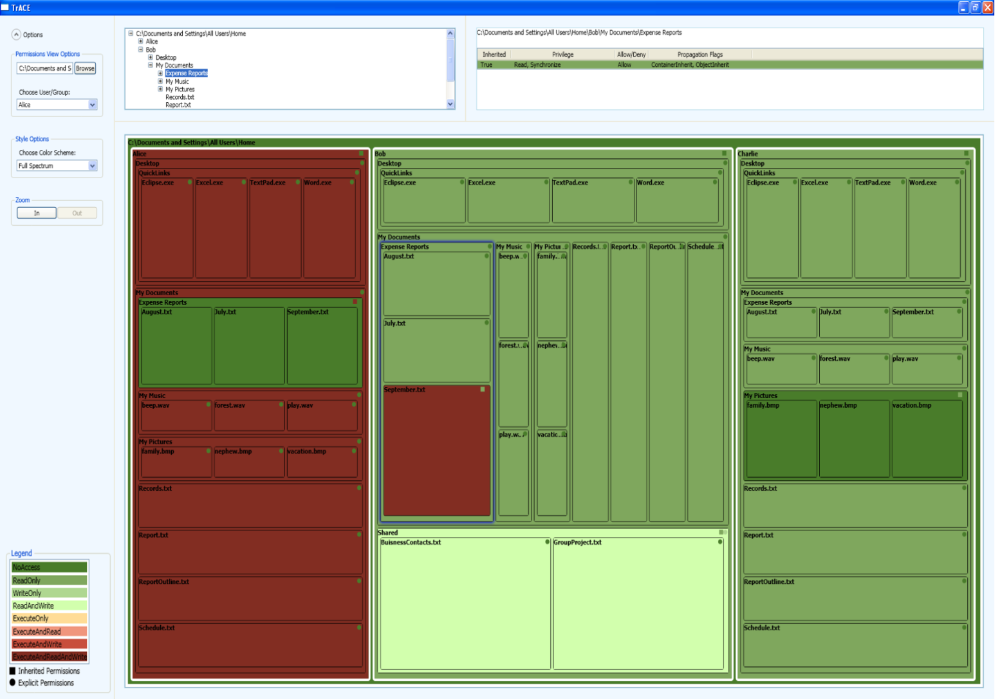 TrACE
Options
Permissions View Options
C:\Documents and S Browse
Choose User/Group:
Alice
Style Options
Choose Color Scheme:
Full Spectrum
Zoom
In Out
Legend
NoAccess
ReadOnly
WriteOnly
ReadAndWrite
ExecuteOnly
ExecuteAndRead
ExecuteAndWrite
ExecuteAndReadAndWrite
Inherited Permissions
Explicit Permissions
C:\Documents and Settings\All Users\Home
Alice
Bob
Desktop
My Documents
Expense Reports
My Music
My Pictures
Records.txt
Report.txt
C:\Documents and Settings\All Users\Home\Bob\My Documents\Expense Reports
Inherited Privilege Allow/Deny Propagation Flags
True Read, Synchronize Allow ContainerInherit, ObjectInherit
C:\Documents and Settings\All Users\Home
Alice
Desktop
QuickLinks
Eclipse.exe Excel.exe TextPad.exe Word.exe
My Documents
Expense Reports
August.txt July.txt September.txt
My Music
beep.wav forest.wav play.wav
My Pictures
family.bmp nephew.bmp vacation.bmp
Records.txt
Report.txt
ReportOutline.txt
Schedule.txt
Bob
Desktop
QuickLinks
Eclipse.exe Excel.exe TextPad.exe Word.exe
My Documents
Expense Reports My Music My Pictu... Records.t... Report.tx... ReportOu... Schedule...
August.txt beep.w... family...
July.txt forest... nephew...
September.txt play.w... vacatic...
Shared
BuisnessContacts.txt GroupProject.txt
Charlie
Desktop
QuickLinks
Eclipse.exe Excel.exe TextPad.exe Word.exe
My Documents
Expense Reports
August.txt July.txt September.txt
My Music
beep.wav forest.wav play.wav
My Pictures
family.bmp nephew.bmp vacation.bmp
Records.txt
Report.txt
ReportOutline.txt
Schedule.txt